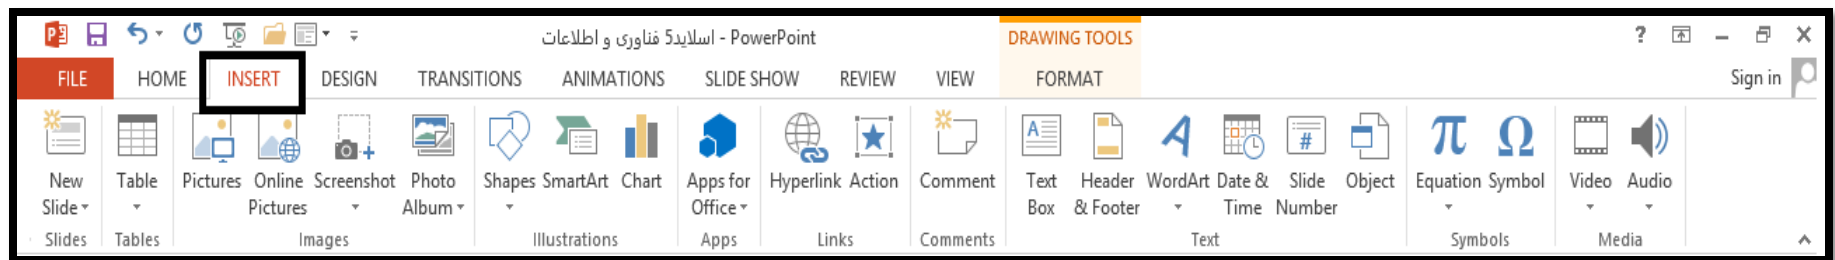 اسلاید5 فناوری و اطلاعات - PowerPoint
DRAWING TOOLS
?
FILE HOME INSERT DESIGN TRANSITIONS ANIMATIONS SLIDE SHOW REVIEW VIEW FORMAT Sign in
New Slide
Table
Pictures
Online Pictures
Screenshot
Photo Album
Shapes
SmartArt
Chart
Apps for Office
Hyperlink
Action
Comment
Text Box
Header & Footer
WordArt
Date & Time
Slide Number
Object
Equation
Symbol
Video
Audio
Slides Tables Images Illustrations Apps Links Comments Text Symbols Media